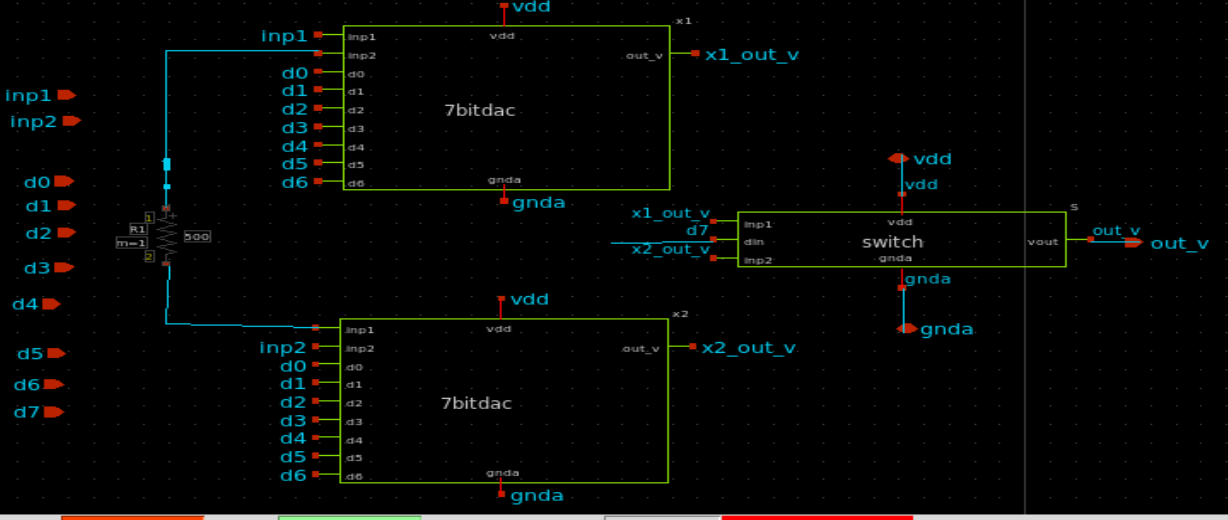 vdd
x1
inp1
inp1
vdd
inp2
out_v
x1_out_v
d0
d0
d1
d1
inp1
d2
d2
7bitdac
inp2
d3
d3
d4
d4
d5
d5
vdd
d0
d6
d6
gnda
vdd
d1
gnda
1
+
x1_out_v
S
R1
inp1
vdd
d2
500
d7
din
switch
vout
out_v
out_v
m=1
x2_out_v
inp2
gnda
2
d3
gnda
d4
vdd
x2
inp1
vdd
gnda
inp2
inp2
out_v
x2_out_v
d5
d0
d0
d6
d1
d1
d7
d2
d2
7bitdac
d3
d3
d4
d4
d5
d5
d6
d6
gnda
gnda